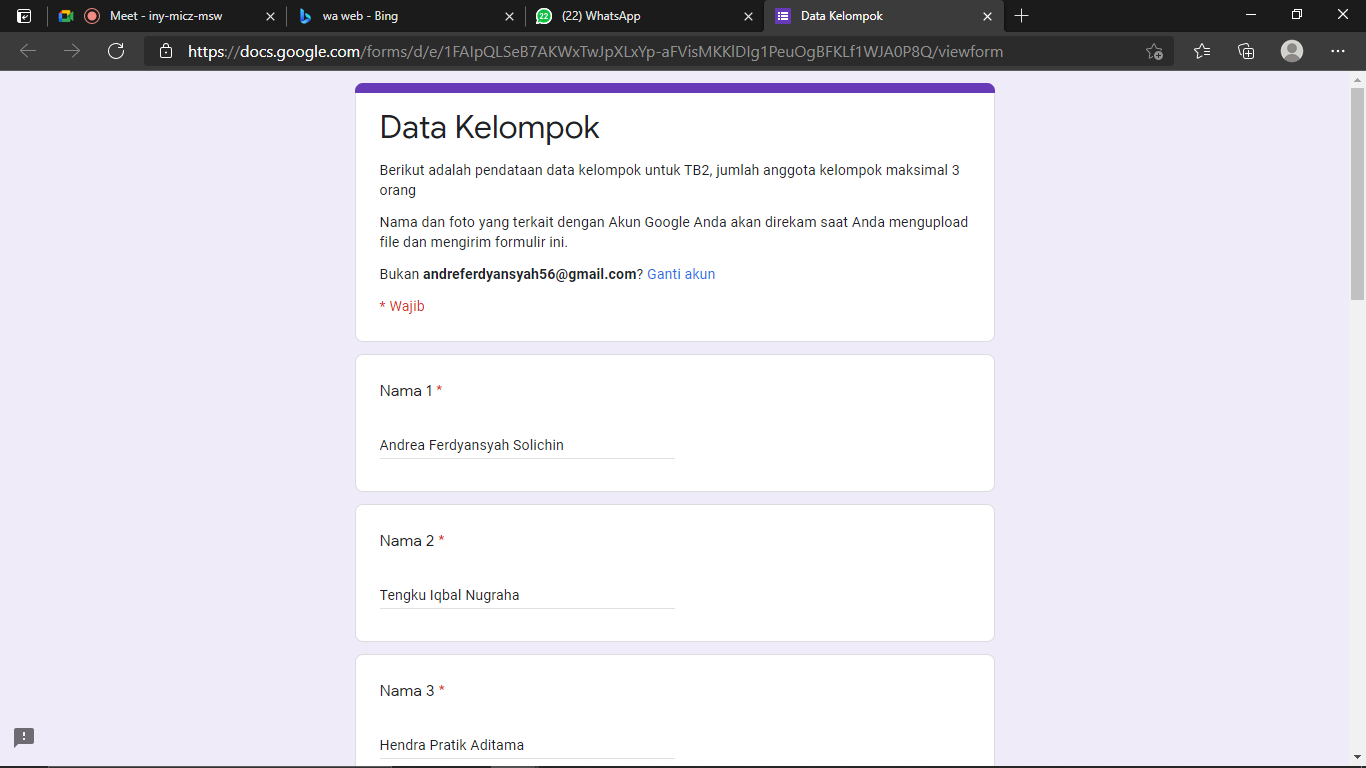 Meet - iny-micz-msw
wa web - Bing
22
(22) WhatsApp
Data Kelompok
https://docs.google.com/forms/d/e/1FAIpQLSeB7AKWxTwJpXLxYp-aFVisMKKlDIg1PeuOgBFKLf1WJA0P8Q/viewform
Data Kelompok
Berikut adalah pendataan data kelompok untuk TB2, jumlah anggota kelompok maksimal 3
orang
Nama dan foto yang terkait dengan Akun Google Anda akan direkam saat Anda mengupload
file dan mengirim formulir ini.
Bukan andreferdyansyah56@gmail.com? Ganti akun
* Wajib
Nama 1 *
Andrea Ferdyansyah Solichin
Nama 2 *
Tengku Iqbal Nugraha
Nama 3 *
Hendra Pratik Aditama